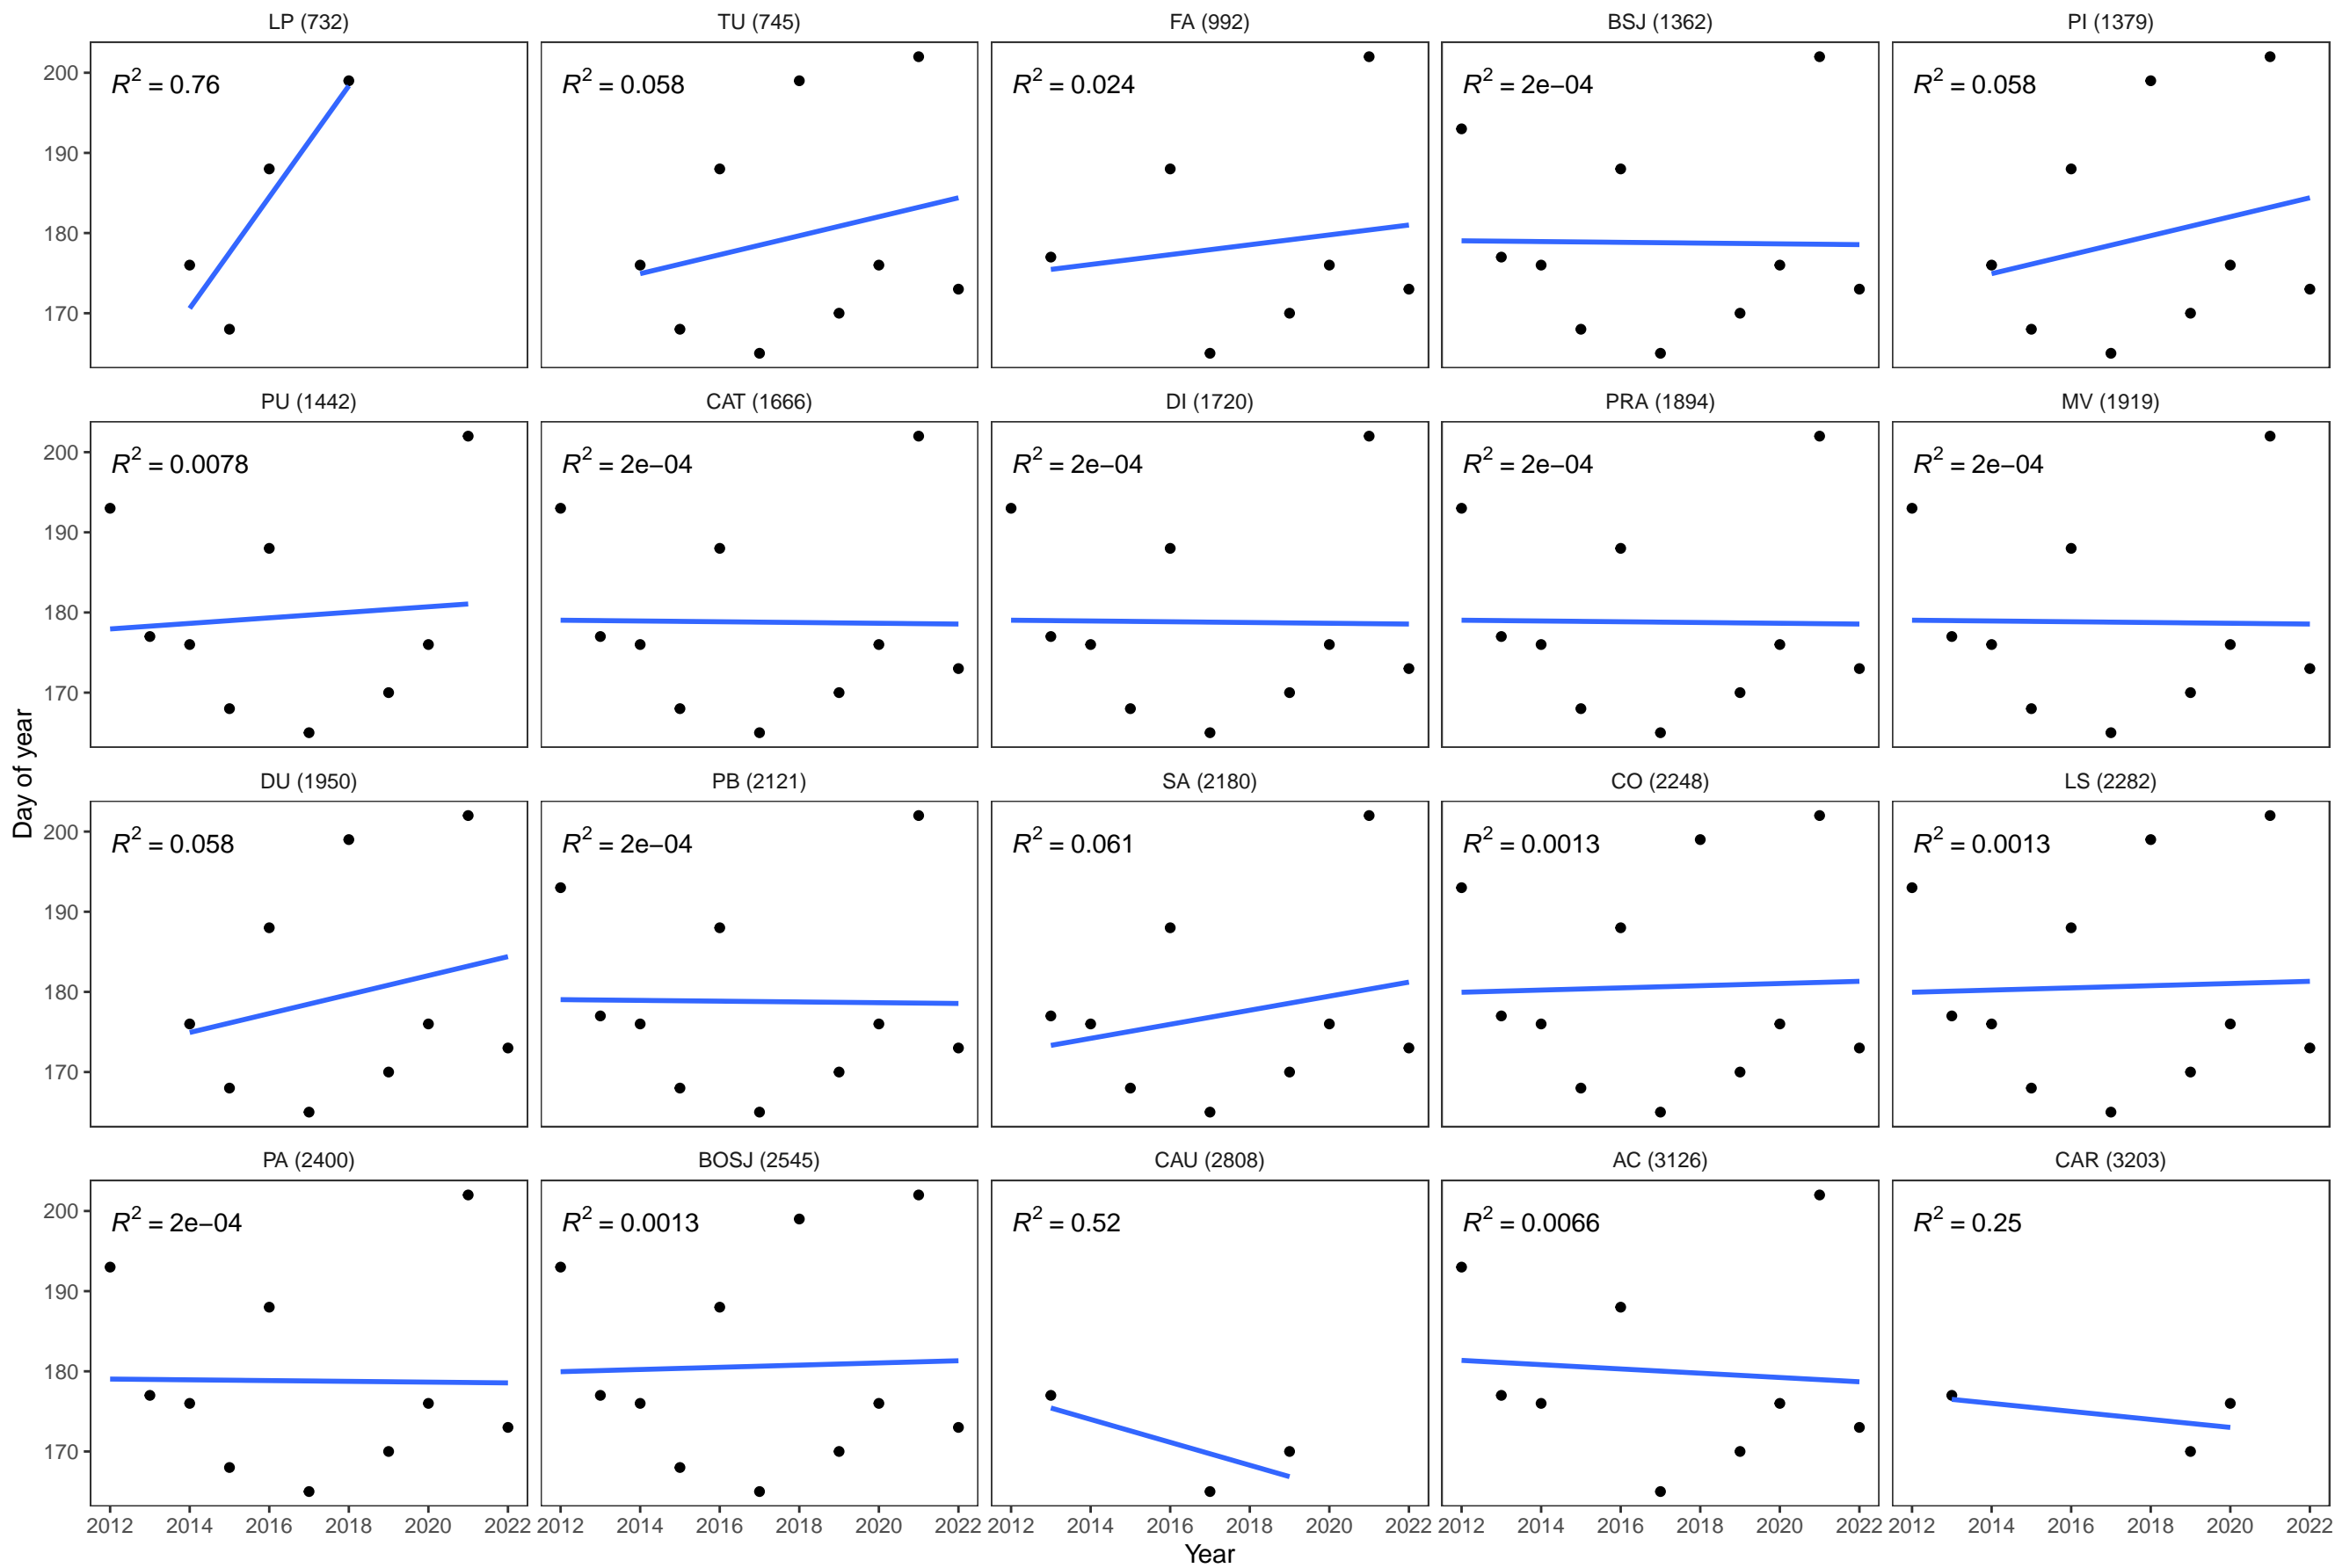 LP (732) TU (745) FA (992) BSJ (1362) PI (1379)
R² = 0.76 R² = 0.058 R² = 0.024 R² = 2e−04 R² = 0.058
200
190
180
170
PU (1442) CAT (1666) DI (1720) PRA (1894) MV (1919)
R² = 0.0078 R² = 2e−04 R² = 2e−04 R² = 2e−04 R² = 2e−04
200
190
180
170
Day of year
DU (1950) PB (2121) SA (2180) CO (2248) LS (2282)
R² = 0.058 R² = 2e−04 R² = 0.061 R² = 0.0013 R² = 0.0013
200
190
180
170
PA (2400) BOSJ (2545) CAU (2808) AC (3126) CAR (3203)
R² = 2e−04 R² = 0.0013 R² = 0.52 R² = 0.0066 R² = 0.25
200
190
180
170
2012 2014 2016 2018 2020 2022 2012 2014 2016 2018 2020 2022 2012 2014 2016 2018 2020 2022 2012 2014 2016 2018 2020 2022 2012 2014 2016 2018 2020 2022
Year